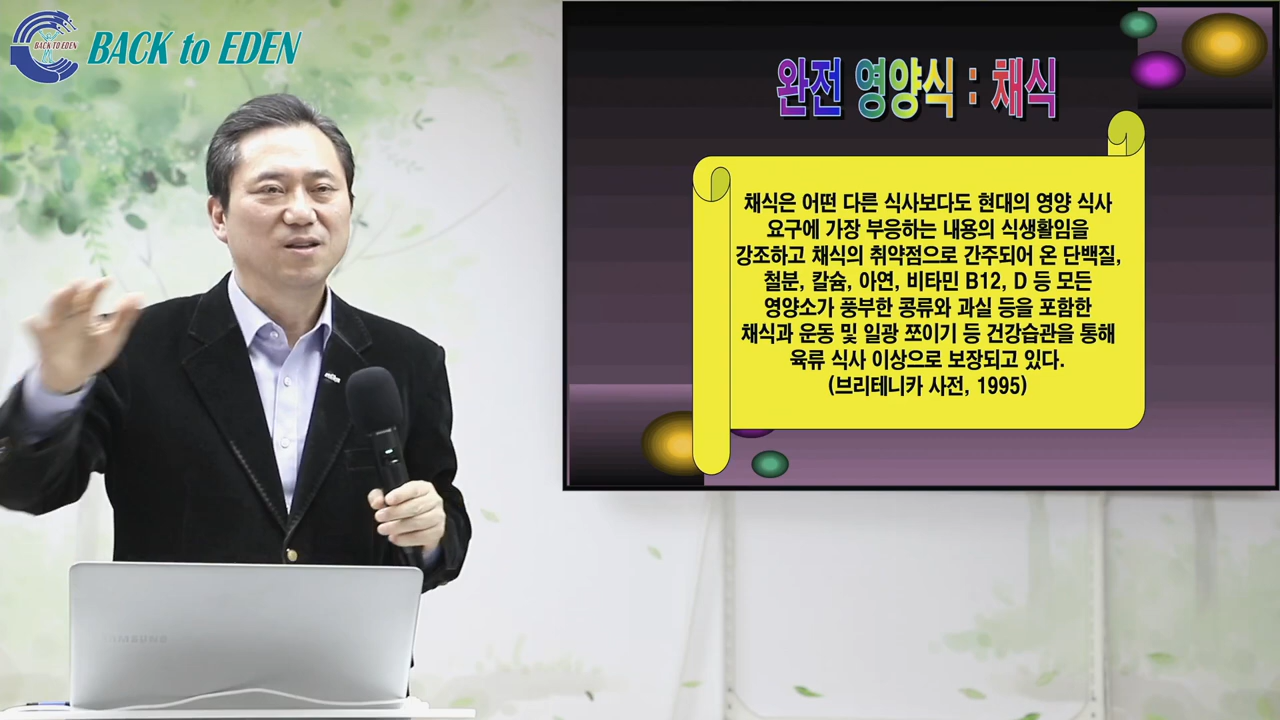 BACK TO EDEN
BACK to EDEN
완전 영양식 : 채식
채식은 어떤 다른 식사보다도 현대의 영양 식사
요구에 가장 부응하는 내용의 식생활임을
강조하고 채식의 취약점으로 간주되어 온 단백질,
철분, 칼슘, 아연, 비타민 B12, D 등 모든
영양소가 풍부한 콩류와 과실 등을 포함한
채식과 운동 및 일광 쪼이기 등 건강습관을 통해
육류 식사 이상으로 보장되고 있다.
(브리테니카 사전, 1995)
SAMSUNG